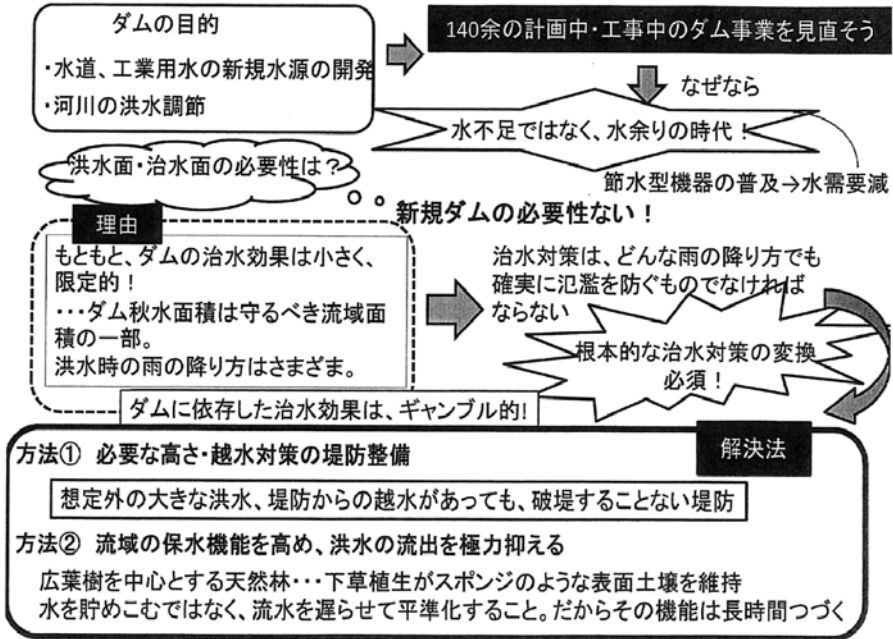 ダムの目的
・水道、工業用水の新規水源の開発
・河川の洪水調節
140余の計画中・工事中のダム事業を見直そう
なぜなら
水不足ではなく、水余りの時代!
節水型機器の普及→水需要減
洪水面・治水面の必要性は?
新規ダムの必要性ない!
理由
もともと、ダムの治水効果は小さく、
限定的!
・・・ダム秋水面積は守るべき流域面
積の一部。
洪水時の雨の降り方はさまざま。
ダムに依存した治水効果は、ギャンブル的!
治水対策は、どんな雨の降り方でも
確実に氾濫を防ぐものでなければ
ならない
根本的な治水対策の変換
必須!
解決法
方法① 必要な高さ・越水対策の堤防整備
想定外の大きな洪水、堤防からの越水があっても、破堤することない堤防
方法② 流域の保水機能を高め、洪水の流出を極力抑える
広葉樹を中心とする天然林・・・下草植生がスポンジのような表面土壌を維持
水を貯めこむではなく、流水を遅らせて平準化すること。だからその機能は長時間つづく